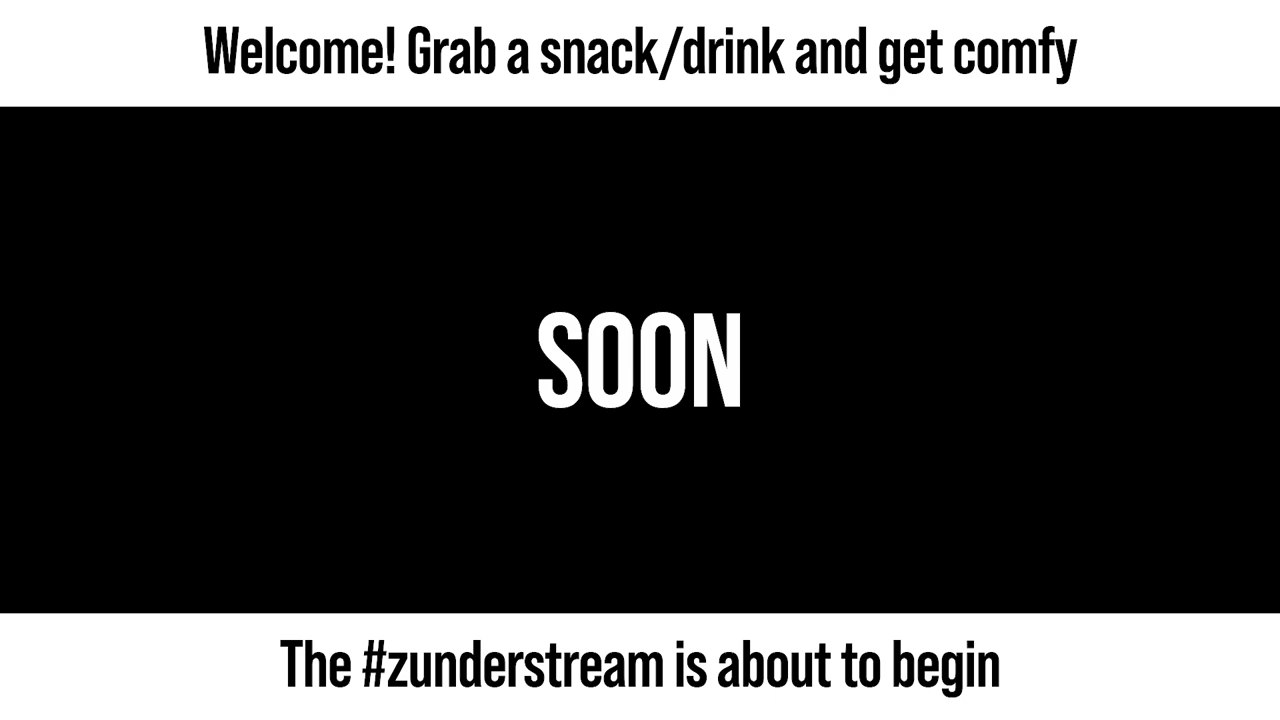 Welcome! Grab a snack/drink and get comfy
SOON
The #zunderstream is about to begin